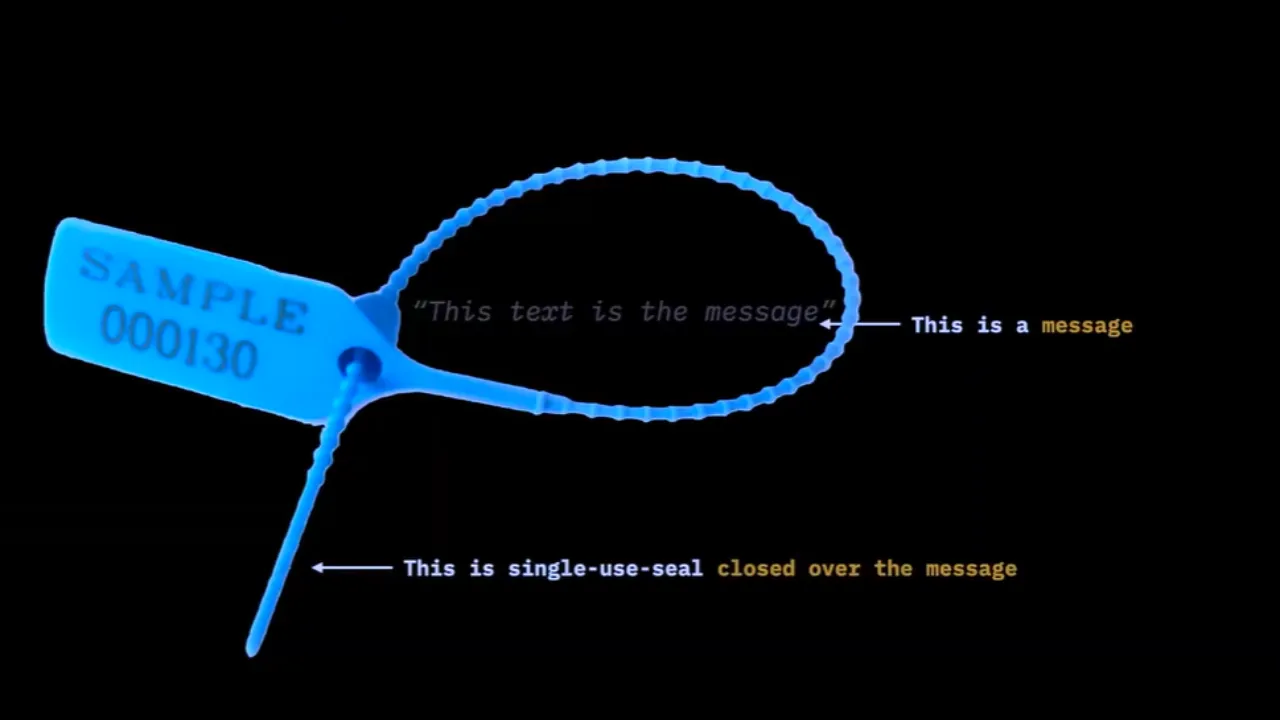 SAMPLE
000130
“This text is the message”
This is a message
This is single-use-seal closed over the message